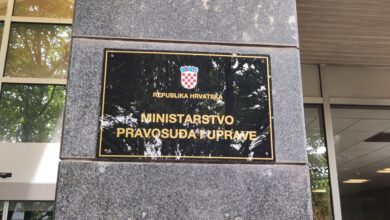 REPUBLIKA HRVATSKA
MINISTARSTVO
PRAVOSUĐA I UPRAVE